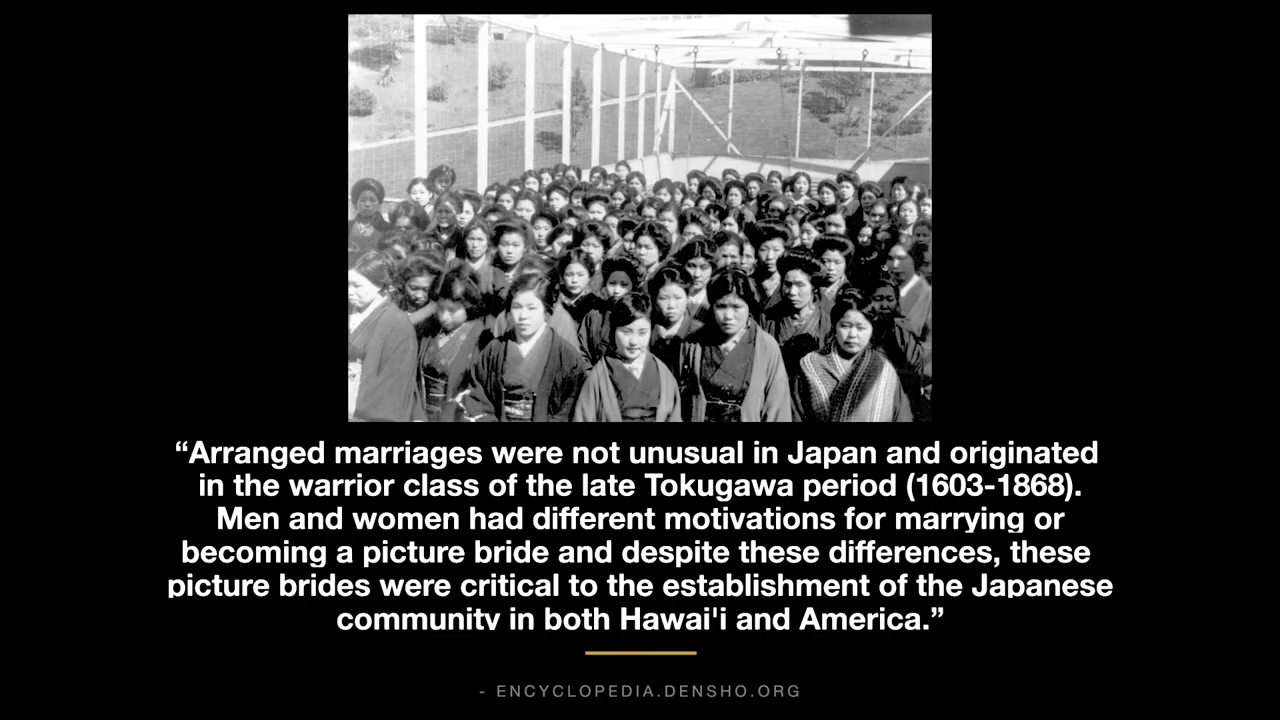 “Arranged marriages were not unusual in Japan and originated
in the warrior class of the late Tokugawa period (1603-1868).
Men and women had different motivations for marrying or
becoming a picture bride and despite these differences, these
picture brides were critical to the establishment of the Japanese
community in both Hawai'i and America.”
- ENCYCLOPEDIA.DENSHO.ORG